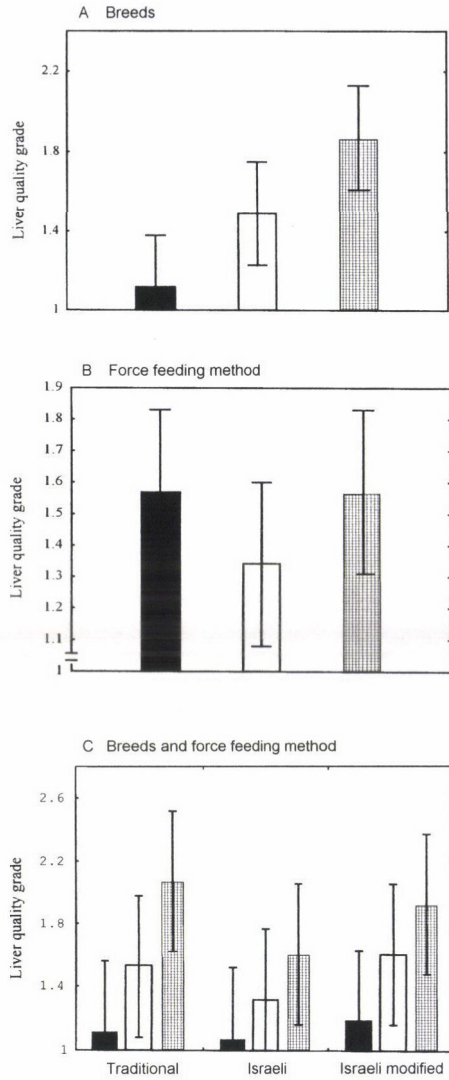 A Breeds
Liver quality grade
2.2
1.8
1.4
1
B Force feeding method
Liver quality grade
1.9
1.8
1.7
1.6
1.5
1.4
1.3
1.2
1.1
1
C Breeds and force feeding method
Liver quality grade
2.6
2.2
1.8
1.4
1
Traditional Israeli Israeli modified